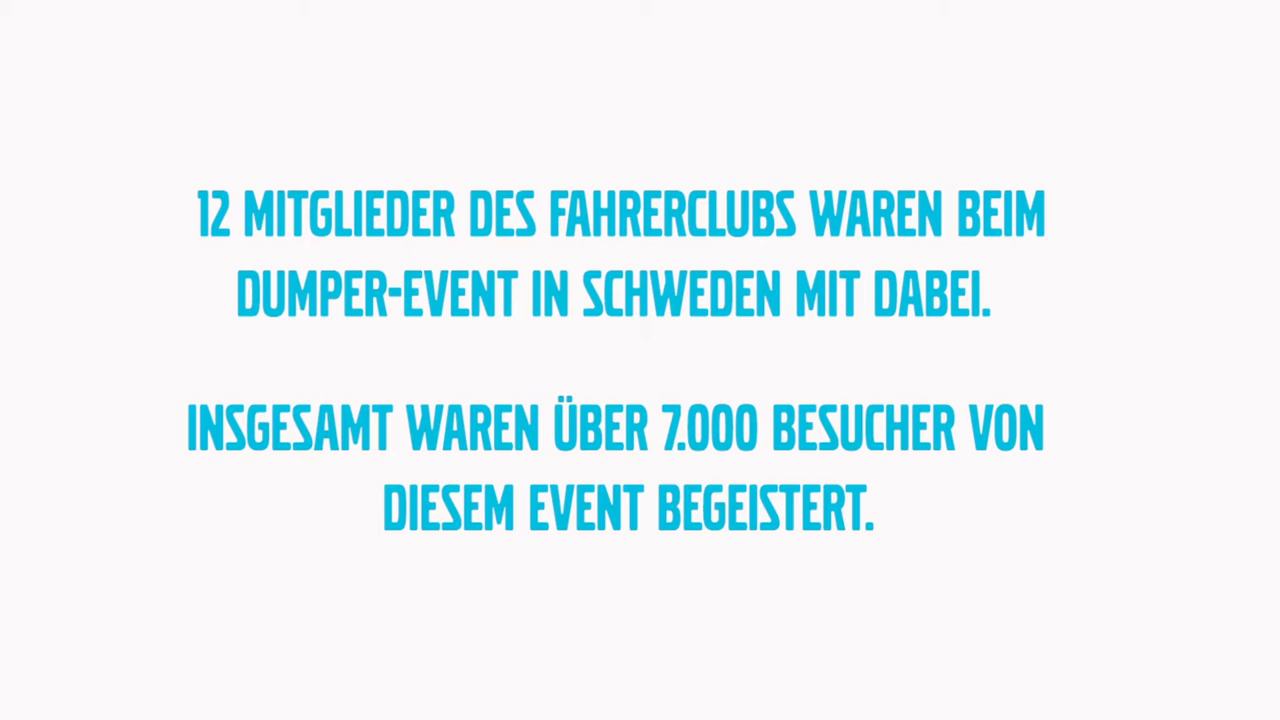 12 MITGLIEDER DES FAHRERCLUBS WAREN BEIM
DUMPER-EVENT IN SCHWEDEN MIT DABEI.
INSGESAMT WAREN ÜBER 7.000 BESUCHER VON
DIESEM EVENT BEGEISTERT.